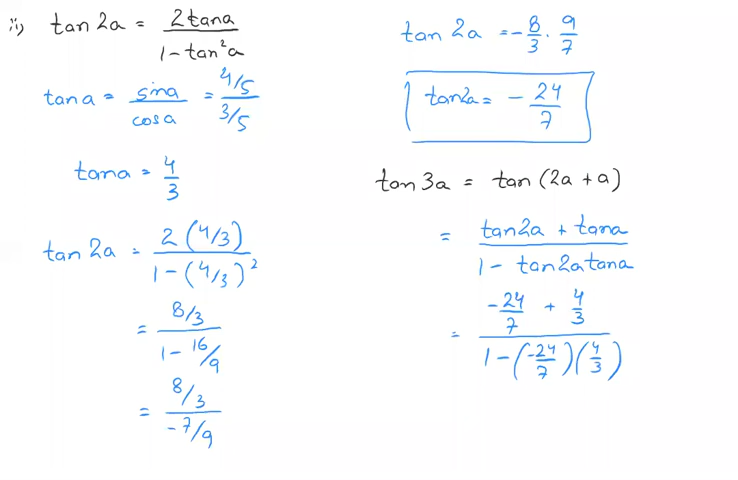 ii) tan 2a = 2tana / 1 - tan²a
tan a = sina / cosa = 4/5 / 3/5
tana = 4/3
tan 2a = 2(4/3) / 1-(4/3)²
= 8/3 / 1-16/9
= 8/3 / -7/9
tan 2a = -8/3 . 9/7
tan2a = -24/7
tan 3a = tan (2a + a)
= tan2a + tana / 1 - tan2a tana
= -24/7 + 4/3 / 1-(-24/7)(4/3)